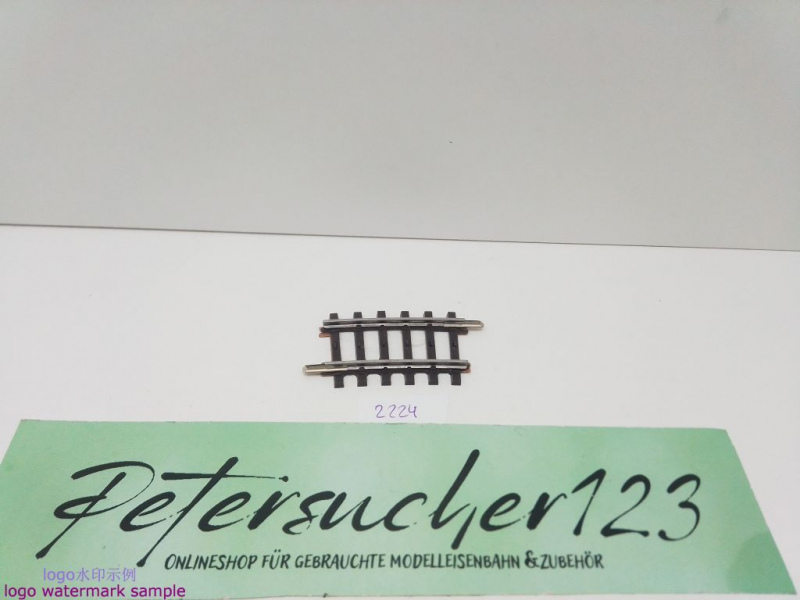 2224
Petersucher123
ONLINESHOP FÜR GEBRAUCHTE MODELLEISENBAHN & ZUBEHÖR
logo水印示例
logo watermark sample